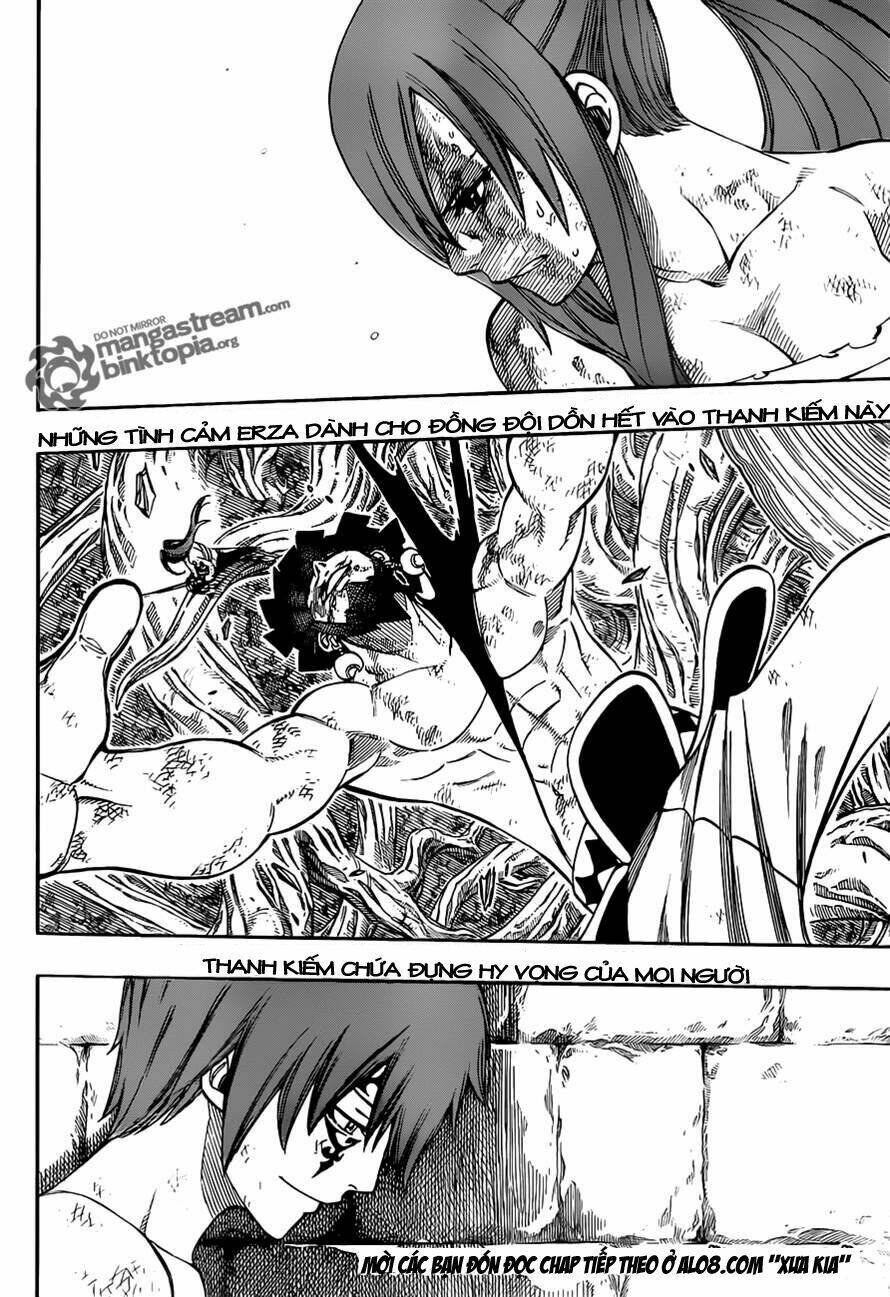 DO NOT MIRROR
mangastream.com
binktopia.org
NHỮNG TÌNH CẢM ERZA DÀNH CHO ĐỒNG ĐỘI DỒN HẾT VÀO THANH KIẾM NÀY
THANH KIẾM CHỨA ĐỰNG HY VONG CỦA MỌI NGƯỜI
MỜI CÁC BẠN ĐÓN ĐỌC CHAP TIẾP THEO Ở ALO8.COM "XƯA KIA"